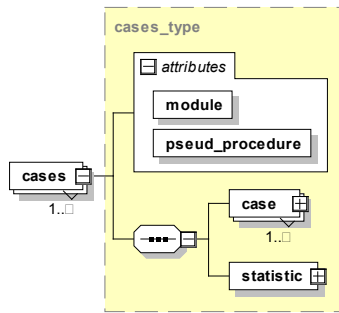 cases_type
attributes
module
pseud_procedure
cases
1..
case
1..
statistic